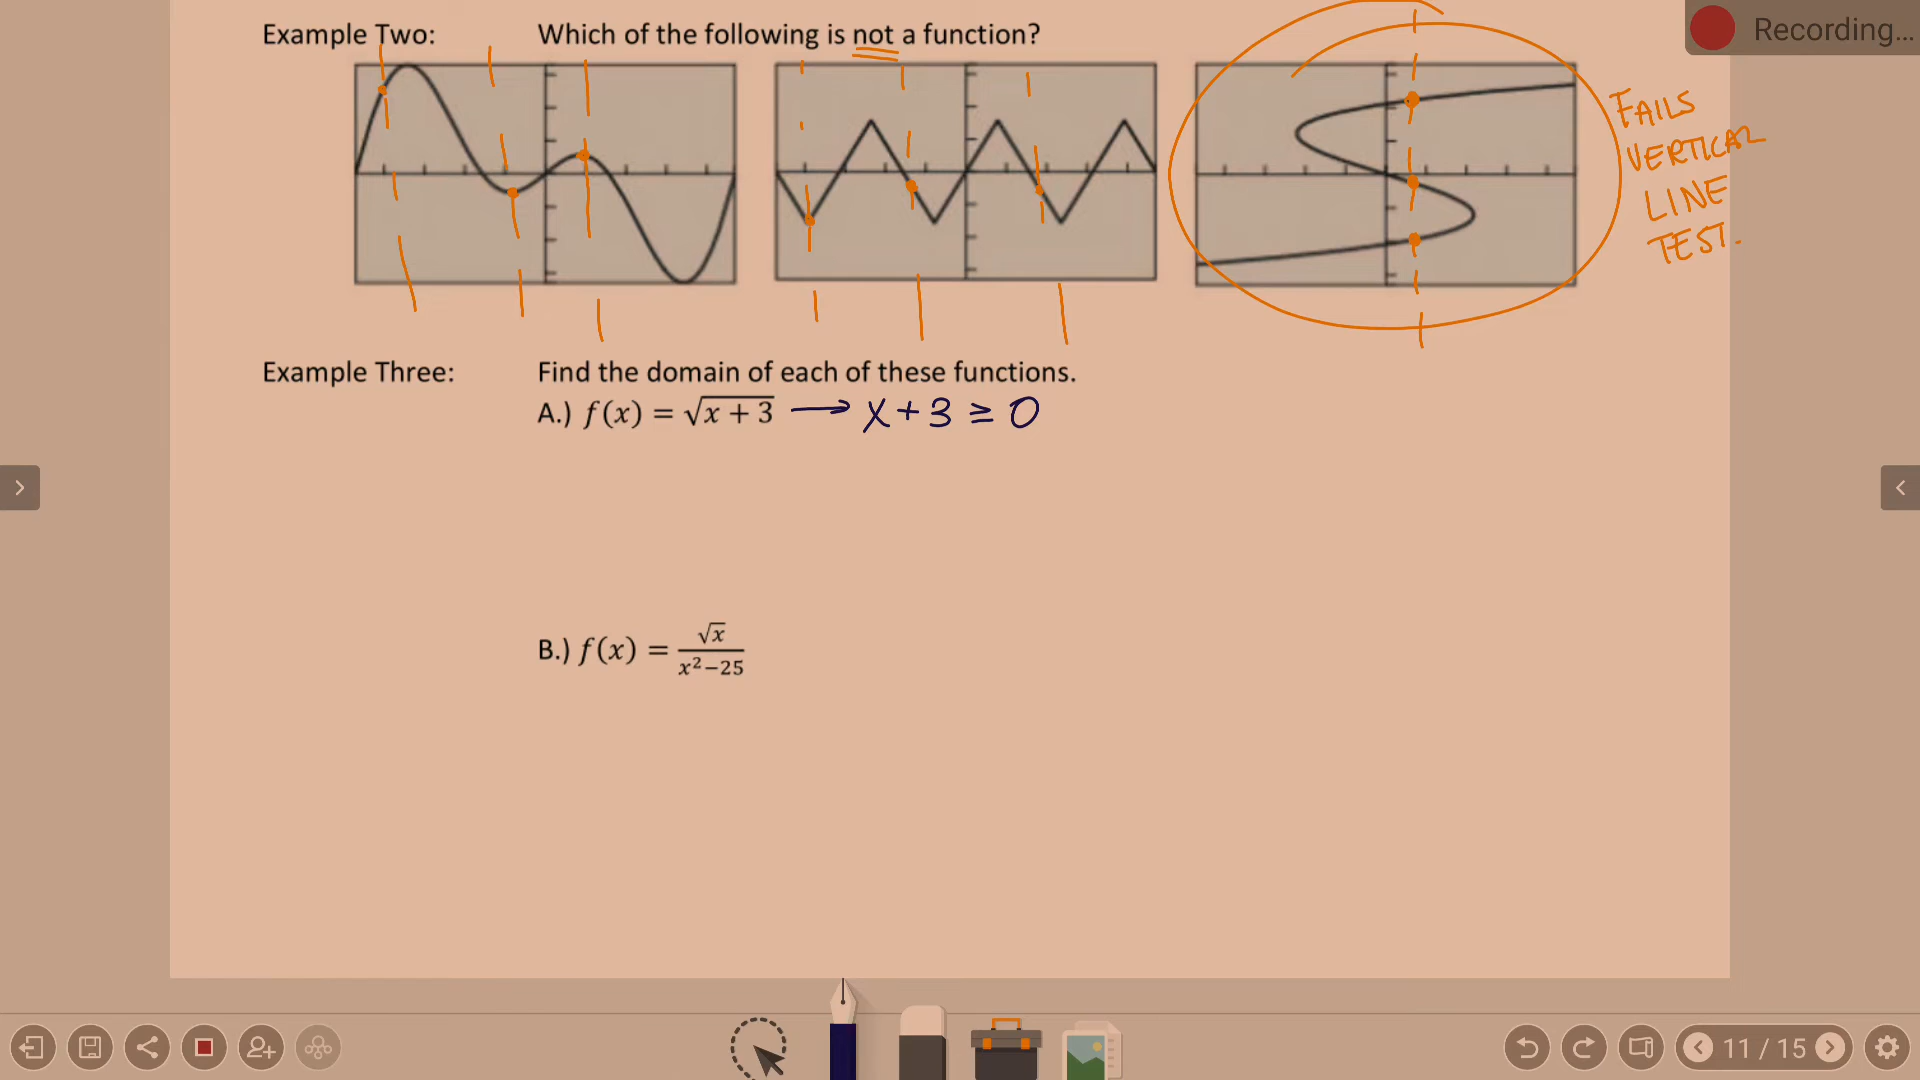 Recording...
Example Two: Which of the following is not a function?
FAILS
VERTICAL
LINE
TEST.
Example Three: Find the domain of each of these functions.
A.) f(x) = √(x + 3) → x + 3 ≥ 0
B.) f(x) = √x / (x² − 25)
11 / 15